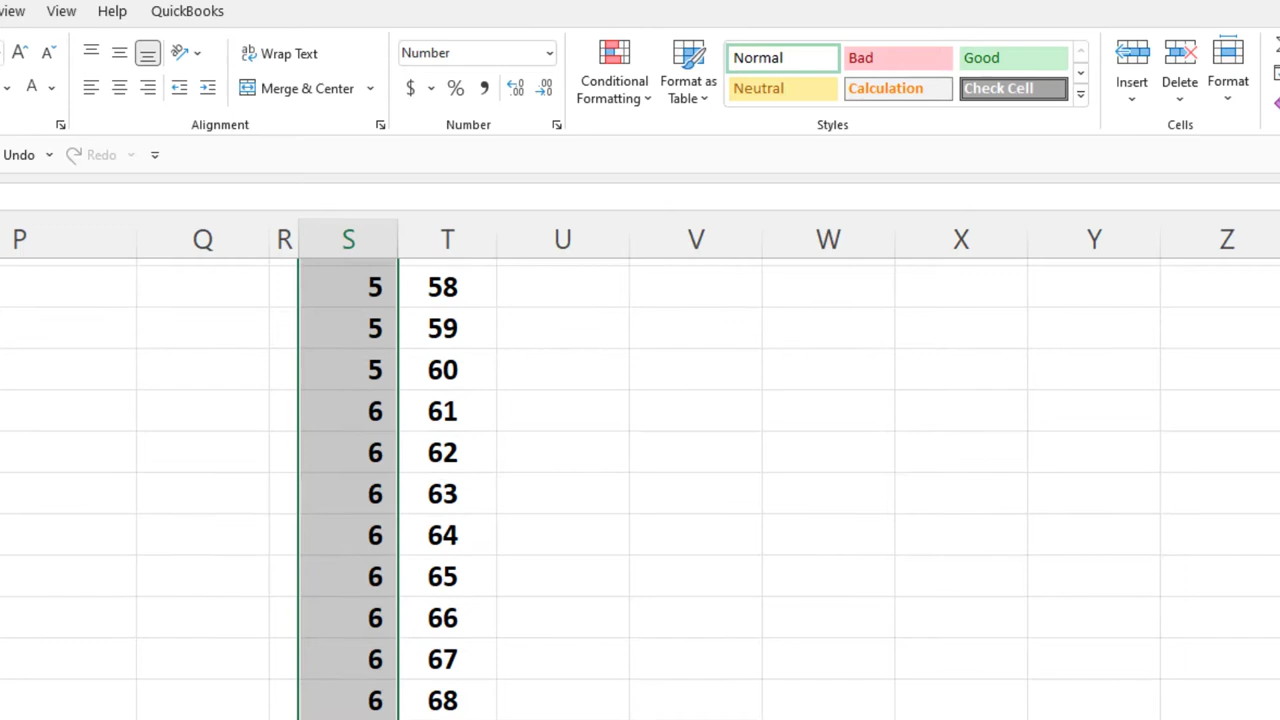 view View Help QuickBooks
A A ab Wrap Text Number Normal Bad Good
Conditional Formatting Format as Table Insert Delete Format
A Merge & Center $ % , Neutral Calculation Check Cell
Alignment Number Styles Cells
Undo Redo
P Q R S T U V W X Y Z
5 58
5 59
5 60
6 61
6 62
6 63
6 64
6 65
6 66
6 67
6 68